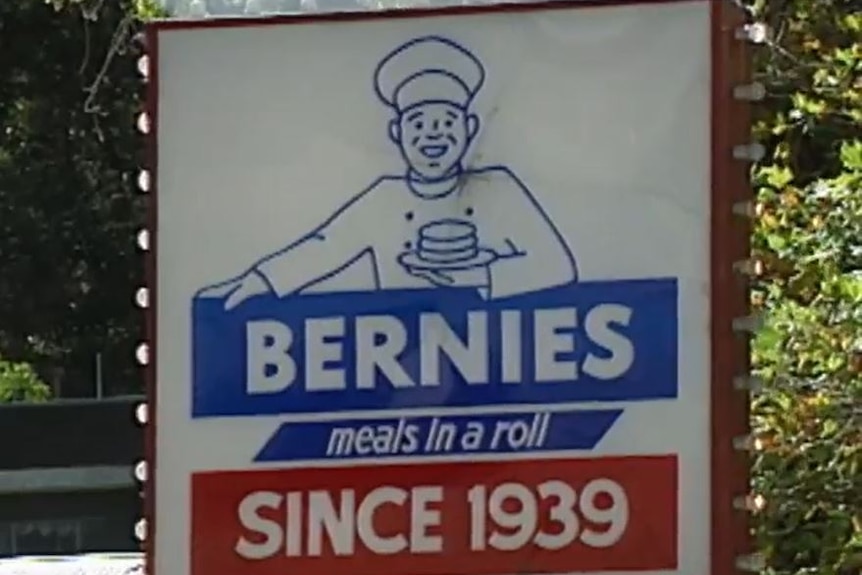 BERNIES
meals in a roll
SINCE 1939